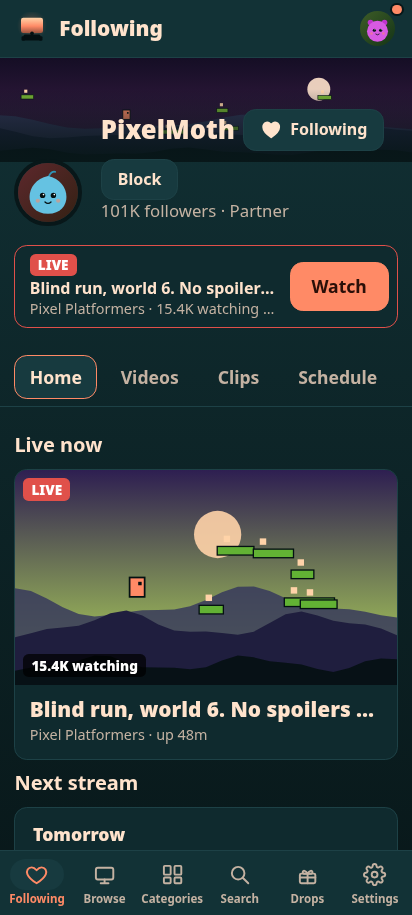 Following
PixelMoth
Following
Block
101K followers · Partner
LIVE
Blind run, world 6. No spoiler...
Pixel Platformers · 15.4K watching ...
Watch
Home
Videos
Clips
Schedule
Live now
LIVE
15.4K watching
Blind run, world 6. No spoilers ...
Pixel Platformers · up 48m
Next stream
Tomorrow
Following
Browse
Categories
Search
Drops
Settings